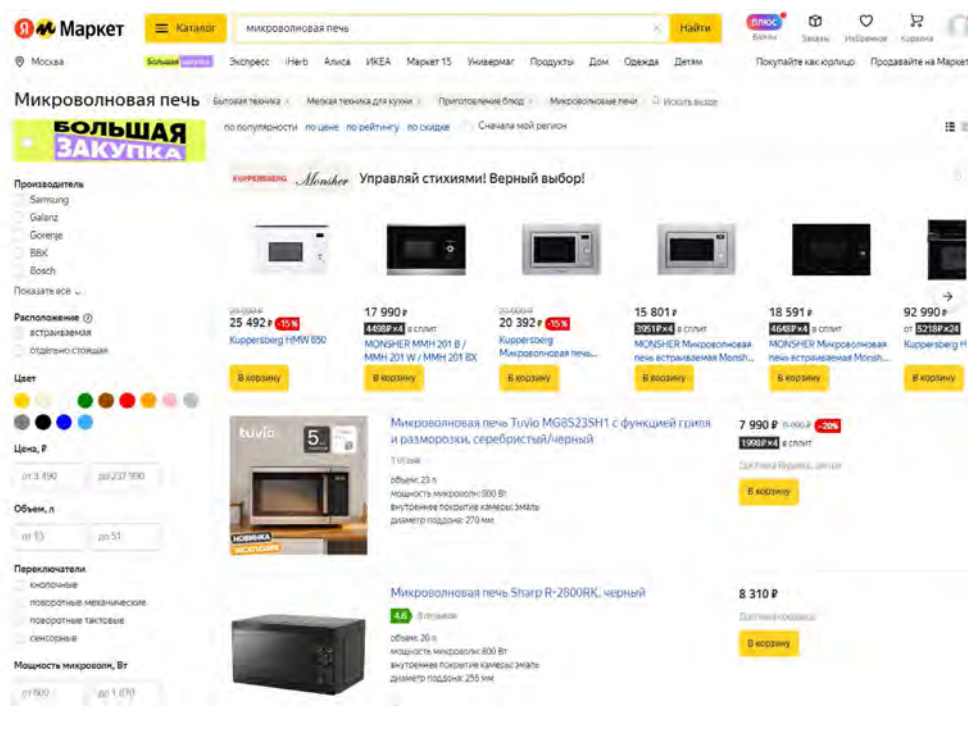 Я Маркет
Каталог
микроволновая печь
Найти
плюс
Баллы
Заказы
Избранное
Корзина
Москва
Большая закупка
Экспресс
iHerb
Алиса
ИКЕА
Маркет 15
Универмаг
Продукты
Дом
Одежда
Детям
Покупайте как юрлицо
Продавайте на Маркет
Микроволновая печь
Бытовая техника
Мелкая техника для кухни
Приготовление блюд
Микроволновые печи
Искать везде
БОЛЬШАЯ
ЗАКУПКА
по популярности по цене по рейтингу по скидке
Сначала мой регион
Производитель
Samsung
Galanz
Gorenje
BBK
Bosch
Показать все
Расположение
встраиваемая
отдельно стоящая
Цвет
Цена, ₽
от 3 490
до 237 990
Объем, л
от 13
до 51
Переключатели
кнопочные
поворотные механические
поворотные тактовые
сенсорные
Мощность микроволн, Вт
от 600
до 1 070
KUPPERSBERG Monsher Управляй стихиями! Верный выбор!
25 492 ₽ -15%
Kuppersberg HMW 650
В корзину
17 990 ₽
4498₽×4 в сплит
MONSHER MMH 201 B /
MMH 201 W / MMH 201 BX
В корзину
20 392 ₽ -15%
Kuppersberg
Микроволновая печь...
В корзину
15 801 ₽
3951₽×4 в сплит
MONSHER Микроволновая
печь встраиваемая Monsh...
В корзину
18 591 ₽
4648₽×4 в сплит
MONSHER Микроволновая
печь встраиваемая Monsh...
В корзину
92 990 ₽
от 5218₽×24
Kuppersberg H
В корзину
tuvio
5
НОВИНКА
ЭКСКЛЮЗИВ
Микроволновая печь Tuvio MG8523SH1 с функцией гриля
и разморозки, серебристый/черный
1 отзыв
объем: 23 л
мощность микроволн: 800 Вт
внутреннее покрытие камеры: эмаль
диаметр поддона: 270 мм
7 990 ₽ -20%
1998₽×4 в сплит
В корзину
Микроволновая печь Sharp R-2800RK, черный
4.6
объем: 20 л
мощность микроволн: 800 Вт
внутреннее покрытие камеры: эмаль
диаметр поддона: 255 мм
8 310 ₽
Доставка продавца
В корзину